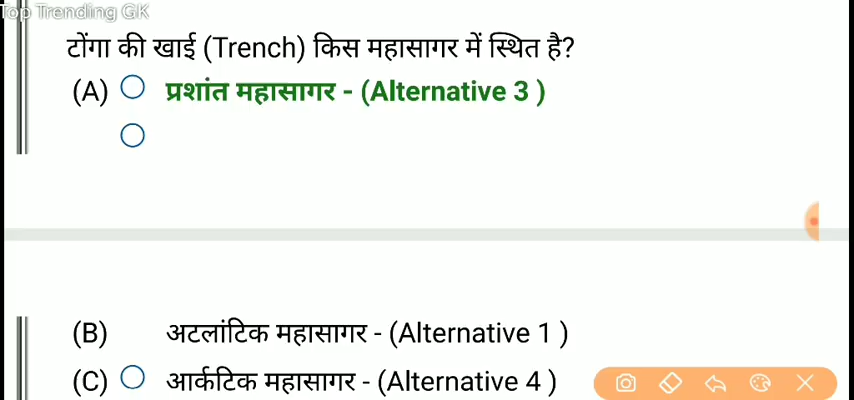 Top Trending GK
टोंगा की खाई (Trench) किस महासागर में स्थित है?
(A) प्रशांत महासागर - (Alternative 3 )
(B) अटलांटिक महासागर - (Alternative 1 )
(C) आर्कटिक महासागर - (Alternative 4 )